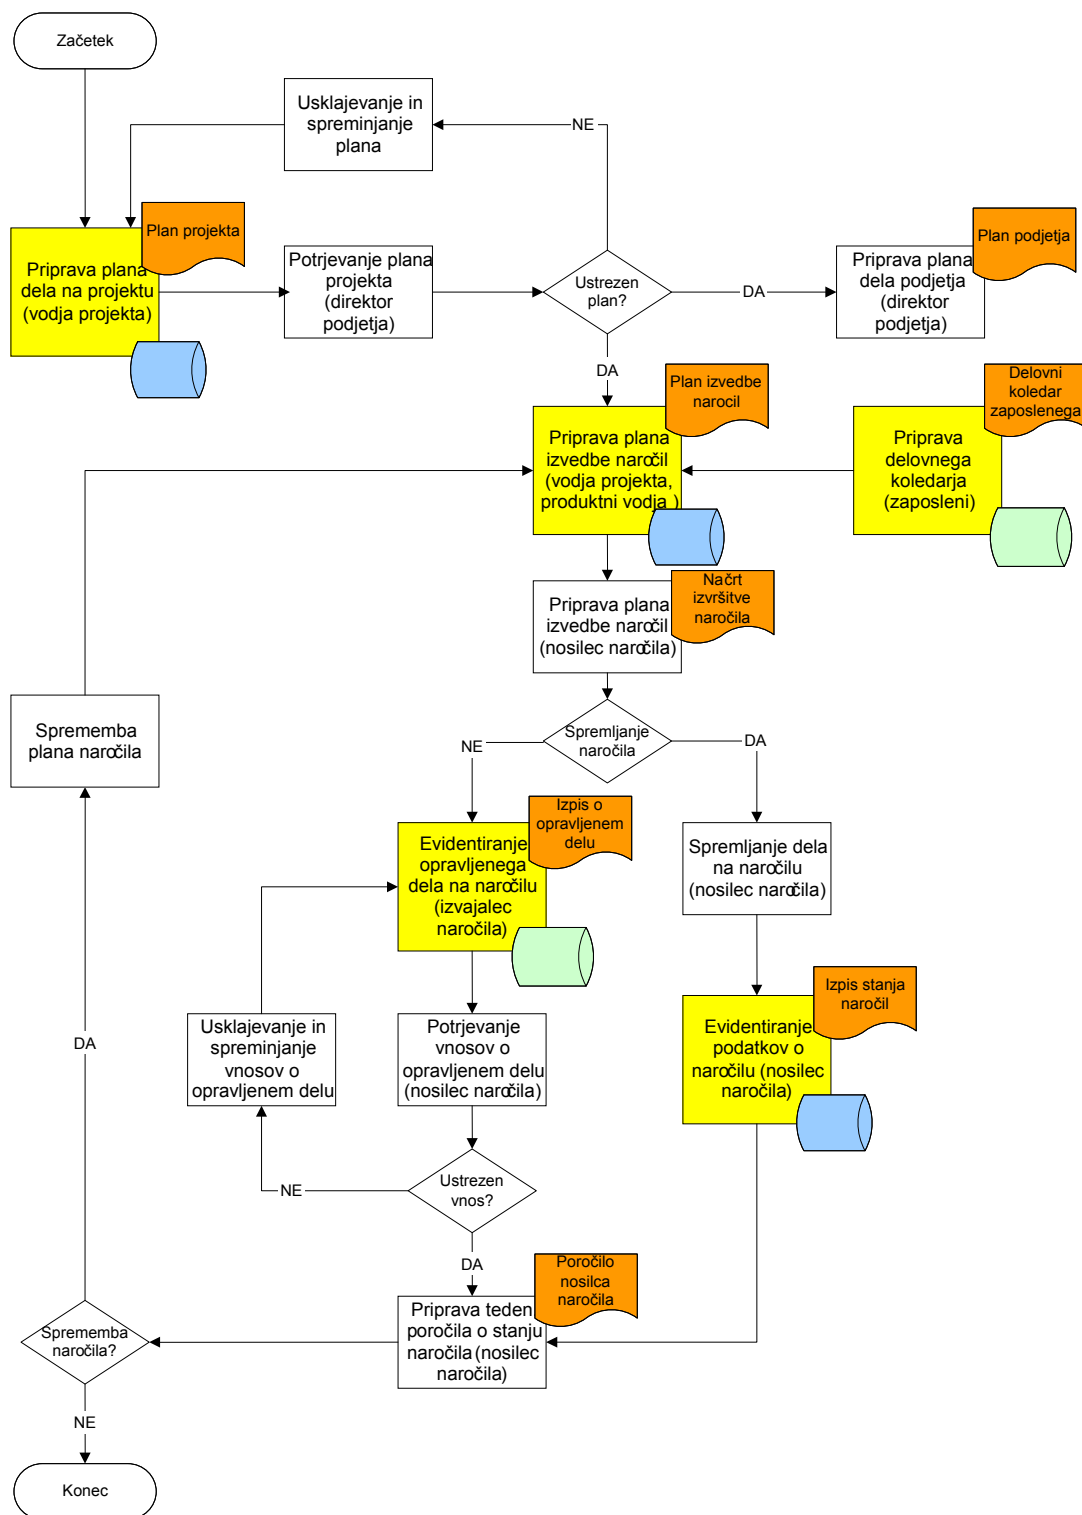 Začetek
Usklajevanje in
spreminjanje
plana
NE
Plan projekta
Plan podjetja
Priprava plana
dela na projektu
(vodja projekta)
Potrjevanje plana
projekta
(direktor
podjetja)
Ustrezen
plan?
DA
Priprava plana
dela podjetja
(direktor
podjetja)
DA
Plan izvedbe
narocil
Delovni
koledar
zaposlenega
Priprava plana
izvedbe naročil
(vodja projekta,
produktni vodja )
Priprava
delovnega
koledarja
(zaposleni)
Načrt
izvršitve
naročila
Priprava plana
izvedbe naročil
(nosilec naročila)
Sprememba
plana naročila
Spremljanje
naročila
NE
DA
Izpis o
opravljenem
delu
Evidentiranje
opravljenega
dela na naročilu
(izvajalec
naročila)
Spremljanje dela
na naročilu
(nosilec naročila)
Izpis stanja
naročil
Usklajevanje in
spreminjanje
vnosov o
opravljenem delu
Potrjevanje
vnosov o
opravljenem delu
(nosilec naročila)
Evidentiranje
podatkov o
naročilu (nosilec
naročila)
DA
Ustrezen
vnos?
NE
DA
Poročilo
nosilca
naročila
Priprava teden
poročila o stanju
naročila (nosilec
naročila)
Sprememba
naročila?
NE
Konec